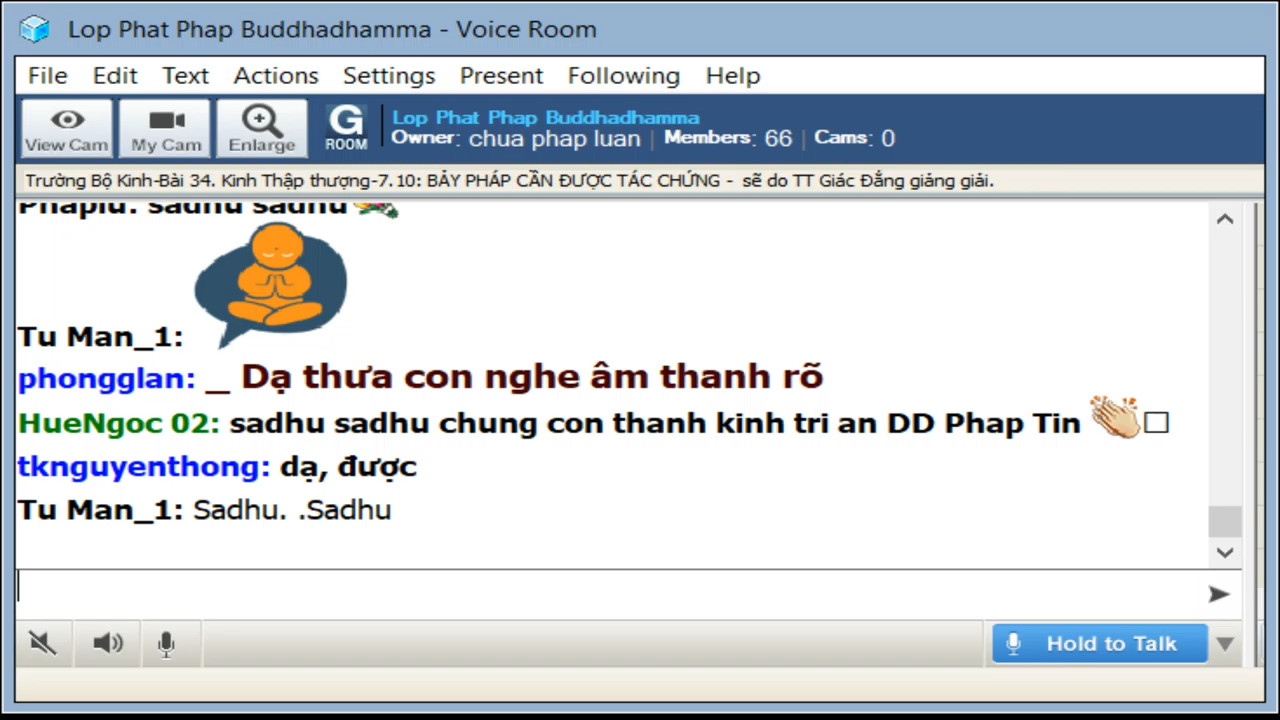 Lop Phat Phap Buddhadhamma - Voice Room
File Edit Text Actions Settings Present Following Help
View Cam My Cam Enlarge G ROOM
Lop Phat Phap Buddhadhamma
Owner: chua phap luan | Members: 66 | Cams: 0
Trường Bộ Kinh-Bài 34. Kinh Thập thượng-7.10: BẢY PHÁP CẦN ĐƯỢC TÁC CHỨNG - sẽ do TT Giác Đẳng giảng giải.
Phaplu: sadhu sadhu
Tu Man_1:
phongglan: _ Dạ thưa con nghe âm thanh rõ
HueNgoc 02: sadhu sadhu chung con thanh kinh tri an DD Phap Tin
tknguyenthong: dạ, được
Tu Man_1: Sadhu. .Sadhu
Hold to Talk